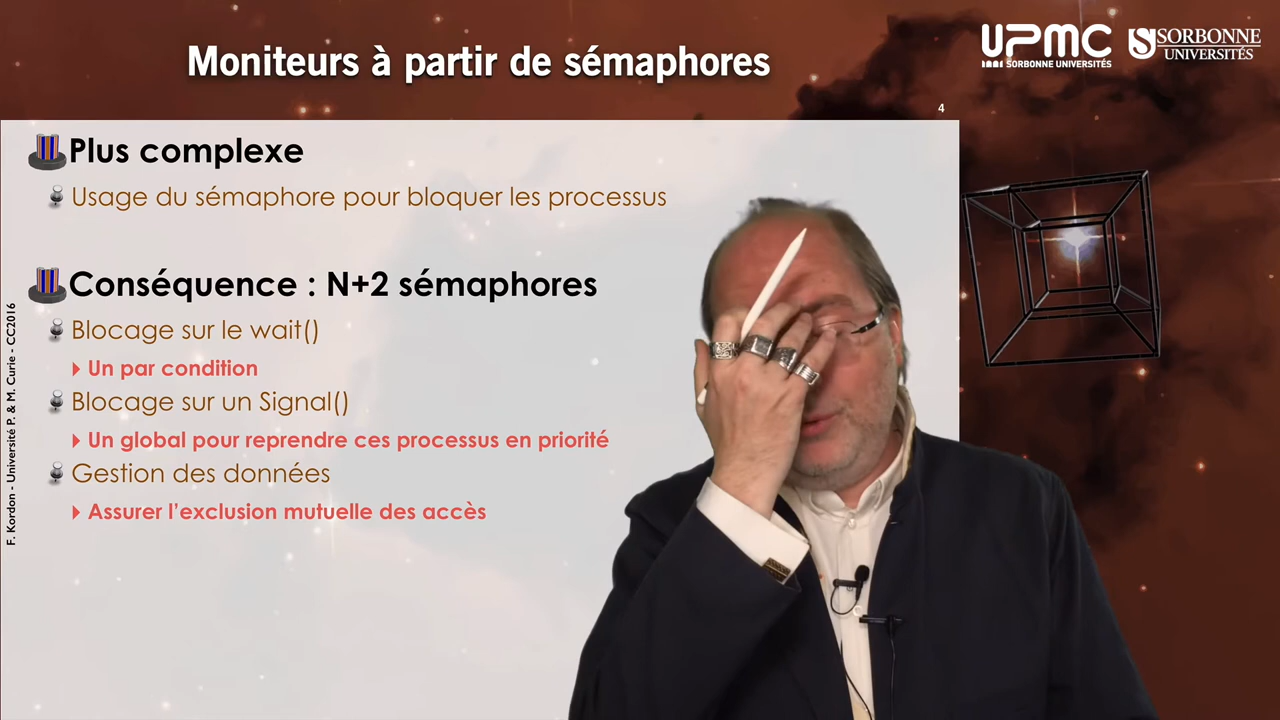 Moniteurs à partir de sémaphores
UPMC
SORBONNE UNIVERSITÉS
SORBONNE
UNIVERSITÉS
4
Plus complexe
Usage du sémaphore pour bloquer les processus
Conséquence : N+2 sémaphores
Blocage sur le wait()
Un par condition
Blocage sur un Signal()
Un global pour reprendre ces processus en priorité
Gestion des données
Assurer l'exclusion mutuelle des accès
F. Kordon - Université P. & M. Curie - CC2016